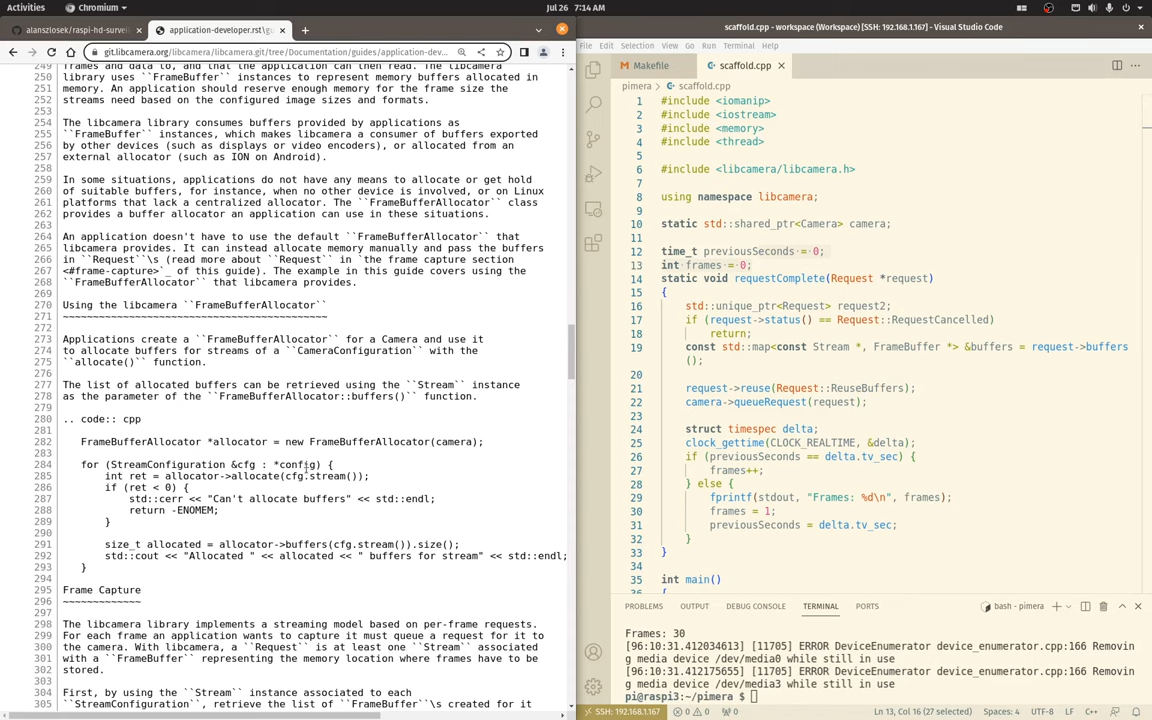 Activities
Chromium
Jul 26 7:14 AM
alanszlosek/raspi-hd-survei
application-developer.rst\gu
git.libcamera.org/libcamera/libcamera.git/tree/Documentation/guides/application-dev...
249 frames and data to, and that the application can then read. The libcamera
250 library uses ``FrameBuffer`` instances to represent memory buffers allocated in
251 memory. An application should reserve enough memory for the frame size the
252 streams need based on the configured image sizes and formats.
253
254 The libcamera library consumes buffers provided by applications as
255 ``FrameBuffer`` instances, which makes libcamera a consumer of buffers exported
256 by other devices (such as displays or video encoders), or allocated from an
257 external allocator (such as ION on Android).
258
259 In some situations, applications do not have any means to allocate or get hold
260 of suitable buffers, for instance, when no other device is involved, or on Linux
261 platforms that lack a centralized allocator. The ``FrameBufferAllocator`` class
262 provides a buffer allocator an application can use in these situations.
263
264 An application doesn't have to use the default ``FrameBufferAllocator`` that
265 libcamera provides. It can instead allocate memory manually and pass the buffers
266 in ``Request``\s (read more about ``Request`` in `the frame capture section
267 <#frame-capture>`_ of this guide). The example in this guide covers using the
268 ``FrameBufferAllocator`` that libcamera provides.
269
270 Using the libcamera ``FrameBufferAllocator``
271 ~~~~~~~~~~~~~~~~~~~~~~~~~~~~~~~~~~~~~~~~~~~~
272
273 Applications create a ``FrameBufferAllocator`` for a Camera and use it
274 to allocate buffers for streams of a ``CameraConfiguration`` with the
275 ``allocate()`` function.
276
277 The list of allocated buffers can be retrieved using the ``Stream`` instance
278 as the parameter of the ``FrameBufferAllocator::buffers()`` function.
279
280 .. code:: cpp
281
282 FrameBufferAllocator *allocator = new FrameBufferAllocator(camera);
283
284 for (StreamConfiguration &cfg : *config) {
285 int ret = allocator->allocate(cfg.stream());
286 if (ret < 0) {
287 std::cerr << "Can't allocate buffers" << std::endl;
288 return -ENOMEM;
289 }
290
291 size_t allocated = allocator->buffers(cfg.stream()).size();
292 std::cout << "Allocated " << allocated << " buffers for stream" << std::endl;
293 }
294
295 Frame Capture
296 ~~~~~~~~~~~~~
297
298 The libcamera library implements a streaming model based on per-frame requests.
299 For each frame an application wants to capture it must queue a request for it to
300 the camera. With libcamera, a ``Request`` is at least one ``Stream`` associated
301 with a ``FrameBuffer`` representing the memory location where frames have to be
302 stored.
303
304 First, by using the ``Stream`` instance associated to each
305 ``StreamConfiguration``, retrieve the list of ``FrameBuffer``\s created for it
scaffold.cpp - workspace (Workspace) [SSH: 192.168.1.167] - Visual Studio Code
File Edit Selection View Go Run Terminal Help
Makefile
scaffold.cpp
pimera > scaffold.cpp
1 #include <iomanip>
2 #include <iostream>
3 #include <memory>
4 #include <thread>
5
6 #include <libcamera/libcamera.h>
7
8 using namespace libcamera;
9
10 static std::shared_ptr<Camera> camera;
11
12 time_t previousSeconds = 0;
13 int frames = 0;
14 static void requestComplete(Request *request)
15 {
16 std::unique_ptr<Request> request2;
17 if (request->status() == Request::RequestCancelled)
18 return;
19 const std::map<const Stream *, FrameBuffer *> &buffers = request->buffers
();
20
21 request->reuse(Request::ReuseBuffers);
22 camera->queueRequest(request);
23
24 struct timespec delta;
25 clock_gettime(CLOCK_REALTIME, &delta);
26 if (previousSeconds == delta.tv_sec) {
27 frames++;
28 } else {
29 fprintf(stdout, "Frames: %d\n", frames);
30 frames = 1;
31 previousSeconds = delta.tv_sec;
32 }
33 }
34
35 int main()
36 {
PROBLEMS OUTPUT DEBUG CONSOLE TERMINAL PORTS
bash - pimera
Frames: 30
[96:10:31.412034613] [11705] ERROR DeviceEnumerator device_enumerator.cpp:166 Removin
g media device /dev/media0 while still in use
[96:10:31.412175655] [11705] ERROR DeviceEnumerator device_enumerator.cpp:166 Removin
g media device /dev/media3 while still in use
pi@raspi3:~/pimera $
SSH: 192.168.1.167
0 0 0
Ln 13, Col 16 (27 selected) Spaces: 4 UTF-8 LF C++